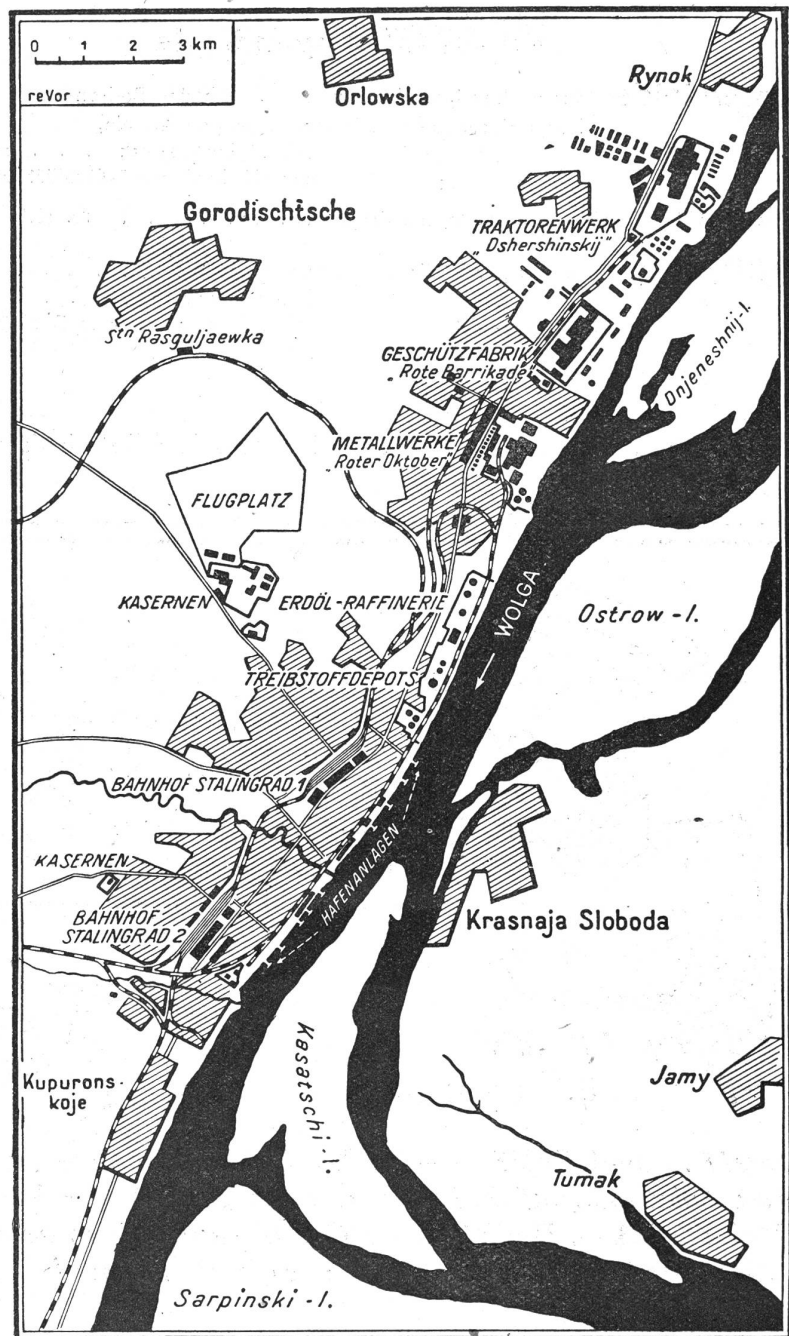 0 1 2 3 km
reVor
Orlowska
Rynok
Gorodischtsche
TRAKTORENWERK
„Dshershinskij"
Stn Rasguljaewka
GESCHÜTZFABRIK
„Rote Barrikade"
Dnjeneshnij-I.
METALLWERKE
„Roter Oktober"
FLUGPLATZ
KASERNEN
ERDÖL-RAFFINERIE
WOLGA
Ostrow-I.
TREIBSTOFFDEPOTS
BAHNHOF STALINGRAD 1
HAFENANLAGEN
KASERNEN
BAHNHOF
STALINGRAD 2
Krasnaja Sloboda
Kasatschi-I.
Kupurons-
koje
Jamy
Tumak
Sarpinski-I.